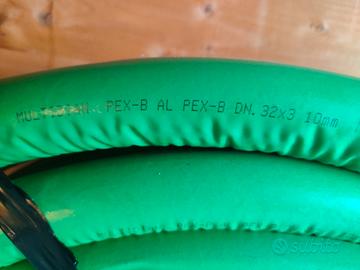 PEX-B AL PEX-B DN. 32x3 10mm
subito